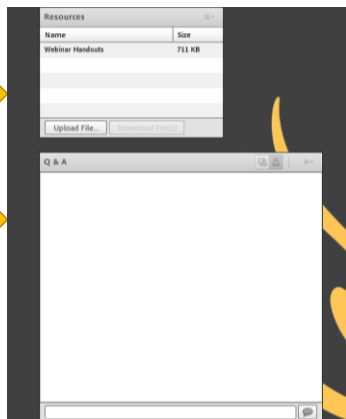 Resources
Name Size
Webinar Handouts 711 KB
Upload File... Download File(s)
Q & A